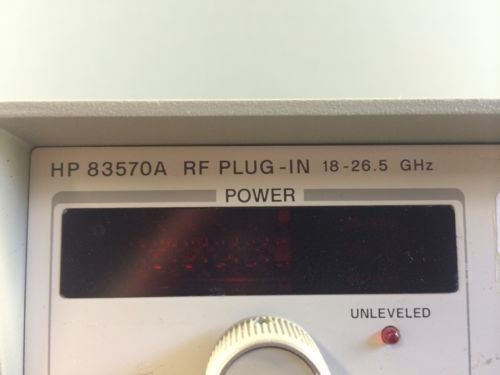 HP 83570A RF PLUG-IN 18-26.5 GHz
POWER
UNLEVELED